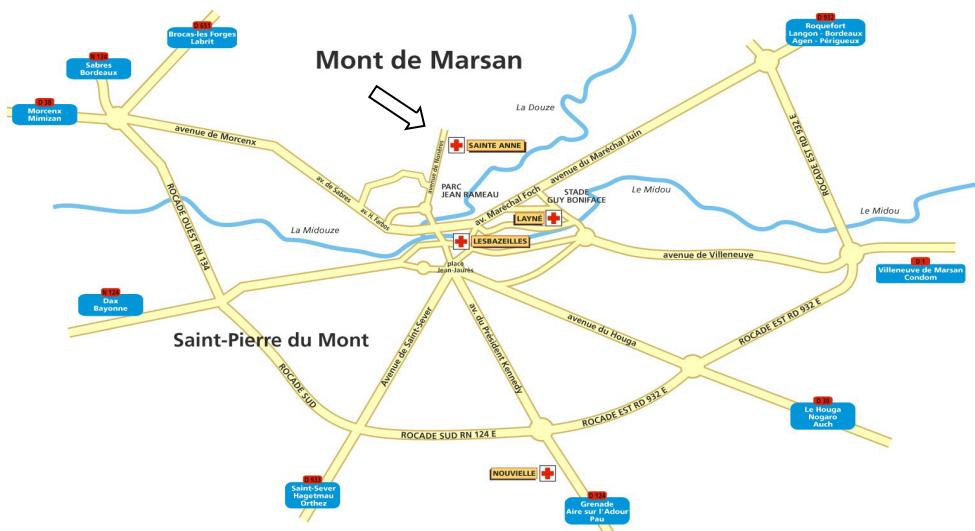 D 932
Roquefort
Langon - Bordeaux
Agen - Périgueux
D 651
Brocas-les Forges
Labrit
N 134
Sabres
Bordeaux
Mont de Marsan
D 38
Morcenx
Mimizan
La Douze
avenue de Morcenx
avenue de Nonères
SAINTE ANNE
avenue du Maréchal Juin
ROCADE EST RD 932 E
av. de Sabres
PARC
JEAN RAMEAU
STADE
GUY BONIFACE
Le Midou
ROCADE OUEST RN 134
av. H. Farbos
av. Maréchal Foch
LAYNÉ
Le Midou
La Midouze
LESBAZEILLES
avenue de Villeneuve
place
Jean-Jaurès
D 1
Villeneuve de Marsan
Condom
N 124
Dax
Bayonne
Saint-Pierre du Mont
Avenue de Saint-Sever
av. du Président Kennedy
avenue du Houga
ROCADE EST RD 932 E
ROCADE SUD
ROCADE EST RD 932 E
D 30
Le Houga
Nogaro
Auch
ROCADE SUD RN 124 E
NOUVIELLE
D 933
Saint-Sever
Hagetmau
Orthez
D 124
Grenade
Aire sur l'Adour
Pau